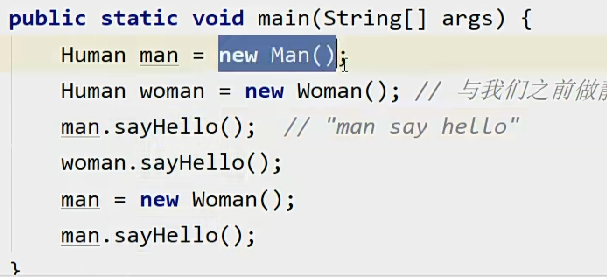 public static void main(String[] args) {
Human man = new Man();
Human woman = new Woman(); // 与我们之前做
man.sayHello(); // "man say hello"
woman.sayHello();
man = new Woman();
man.sayHello();
}